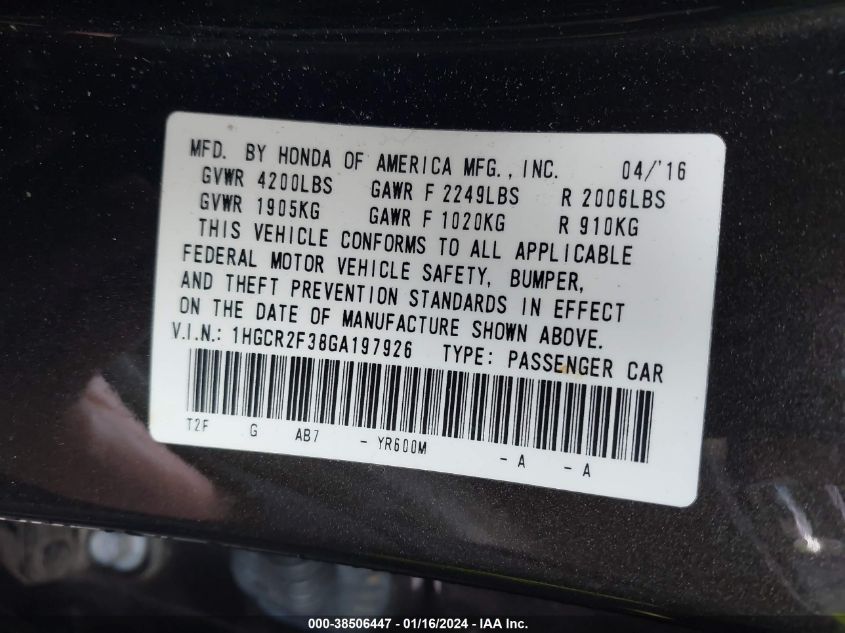 MFD. BY HONDA OF AMERICA MFG., INC. 04/'16
GVWR 4200LBS GAWR F 2249LBS R 2006LBS
GVWR 1905KG GAWR F 1020KG R 910KG
THIS VEHICLE CONFORMS TO ALL APPLICABLE
FEDERAL MOTOR VEHICLE SAFETY, BUMPER,
AND THEFT PREVENTION STANDARDS IN EFFECT
ON THE DATE OF MANUFACTURE SHOWN ABOVE.
V.I.N.: 1HGCR2F38GA197926 TYPE: PASSENGER CAR
T2F G AB7 - YR600M - A - A
000-38506447 - 01/16/2024 - IAA Inc.